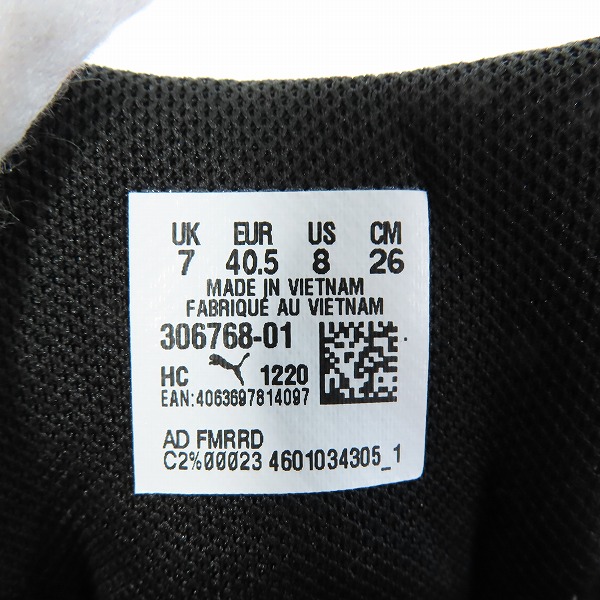 UK EUR US CM
7 40.5 8 26
MADE IN VIETNAM
FABRIQUÉ AU VIETNAM
306768-01
HC 1220
EAN:4063697814097
AD FMRRD
C2%00023 4601034305_1